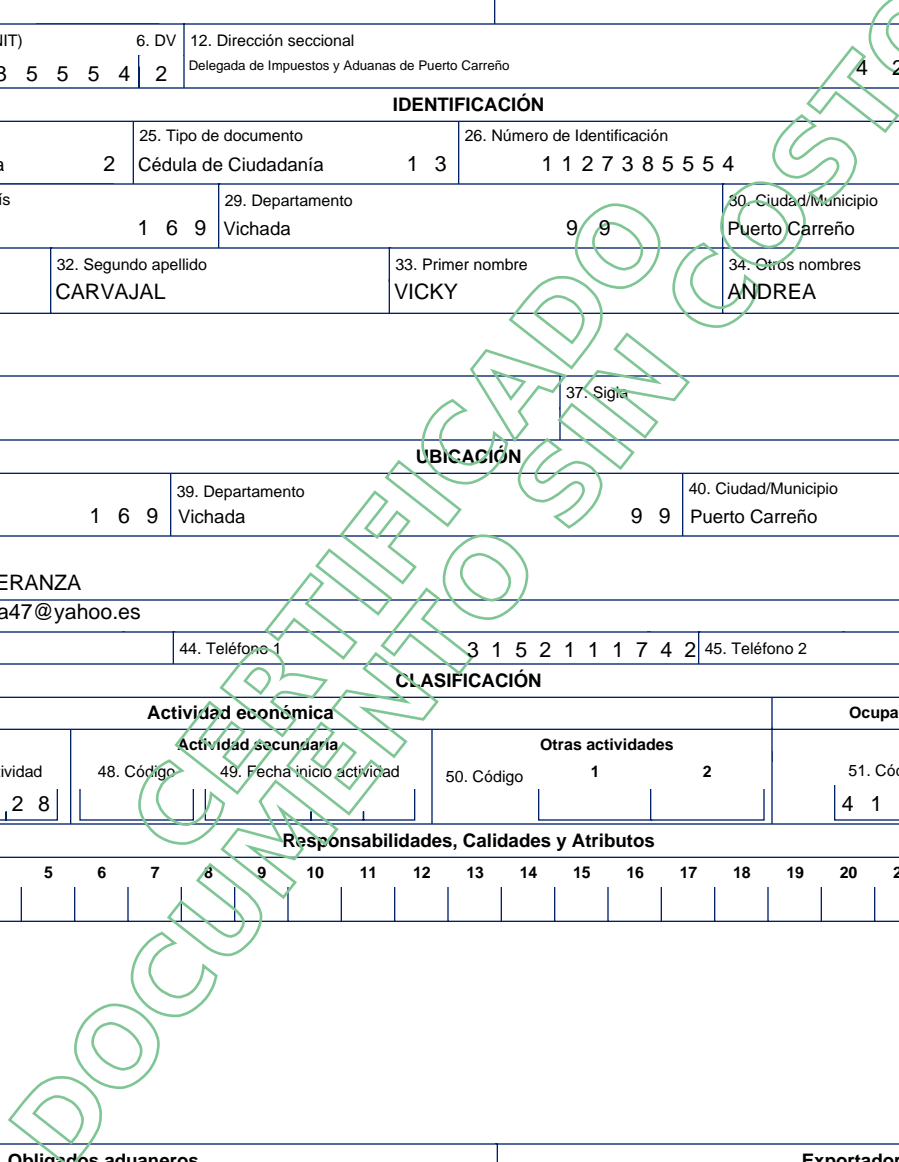 NIT) 6. DV 12. Dirección seccional
8 5 5 5 4 2 Delegada de Impuestos y Aduanas de Puerto Carreño 4 2
IDENTIFICACIÓN
25. Tipo de documento 26. Número de Identificación
a 2 Cédula de Ciudadanía 1 3 1 1 2 7 3 8 5 5 5 4
ís 29. Departamento 30. Ciudad/Municipio
1 6 9 Vichada 9 9 Puerto Carreño
32. Segundo apellido 33. Primer nombre 34. Otros nombres
CARVAJAL VICKY ANDREA
37. Sigla
UBICACIÓN
39. Departamento 40. Ciudad/Municipio
1 6 9 Vichada 9 9 Puerto Carreño
ERANZA
a47@yahoo.es
44. Teléfono 1 3 1 5 2 1 1 1 7 4 2 45. Teléfono 2
CLASIFICACIÓN
Actividad económica Ocupa
Actividad secundaria Otras actividades
ividad 48. Código 49. Fecha inicio actividad 50. Código 1 2 51. Cód
2 8 4 1
Responsabilidades, Calidades y Atributos
5 6 7 8 9 10 11 12 13 14 15 16 17 18 19 20 2
Obligados aduaneros Exportador
CERTIFICADO
DOCUMENTO SIN COSTO